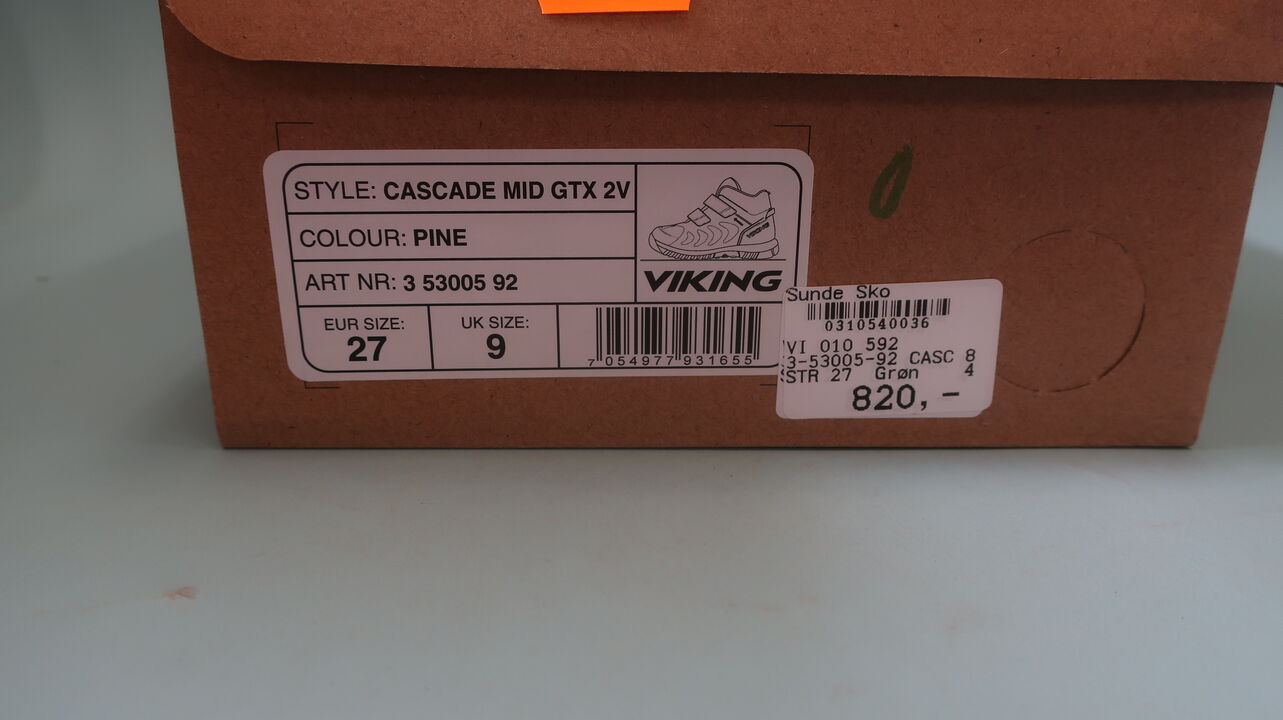 STYLE: CASCADE MID GTX 2V
COLOUR: PINE
ART NR: 3 53005 92
VIKING
VIKING
EUR SIZE:
27
UK SIZE:
9
7 054977 931655
Sunde Sko
0310540036
VI 010 592
3-53005-92 CASC 8
STR 27 Grøn 4
820,-
0